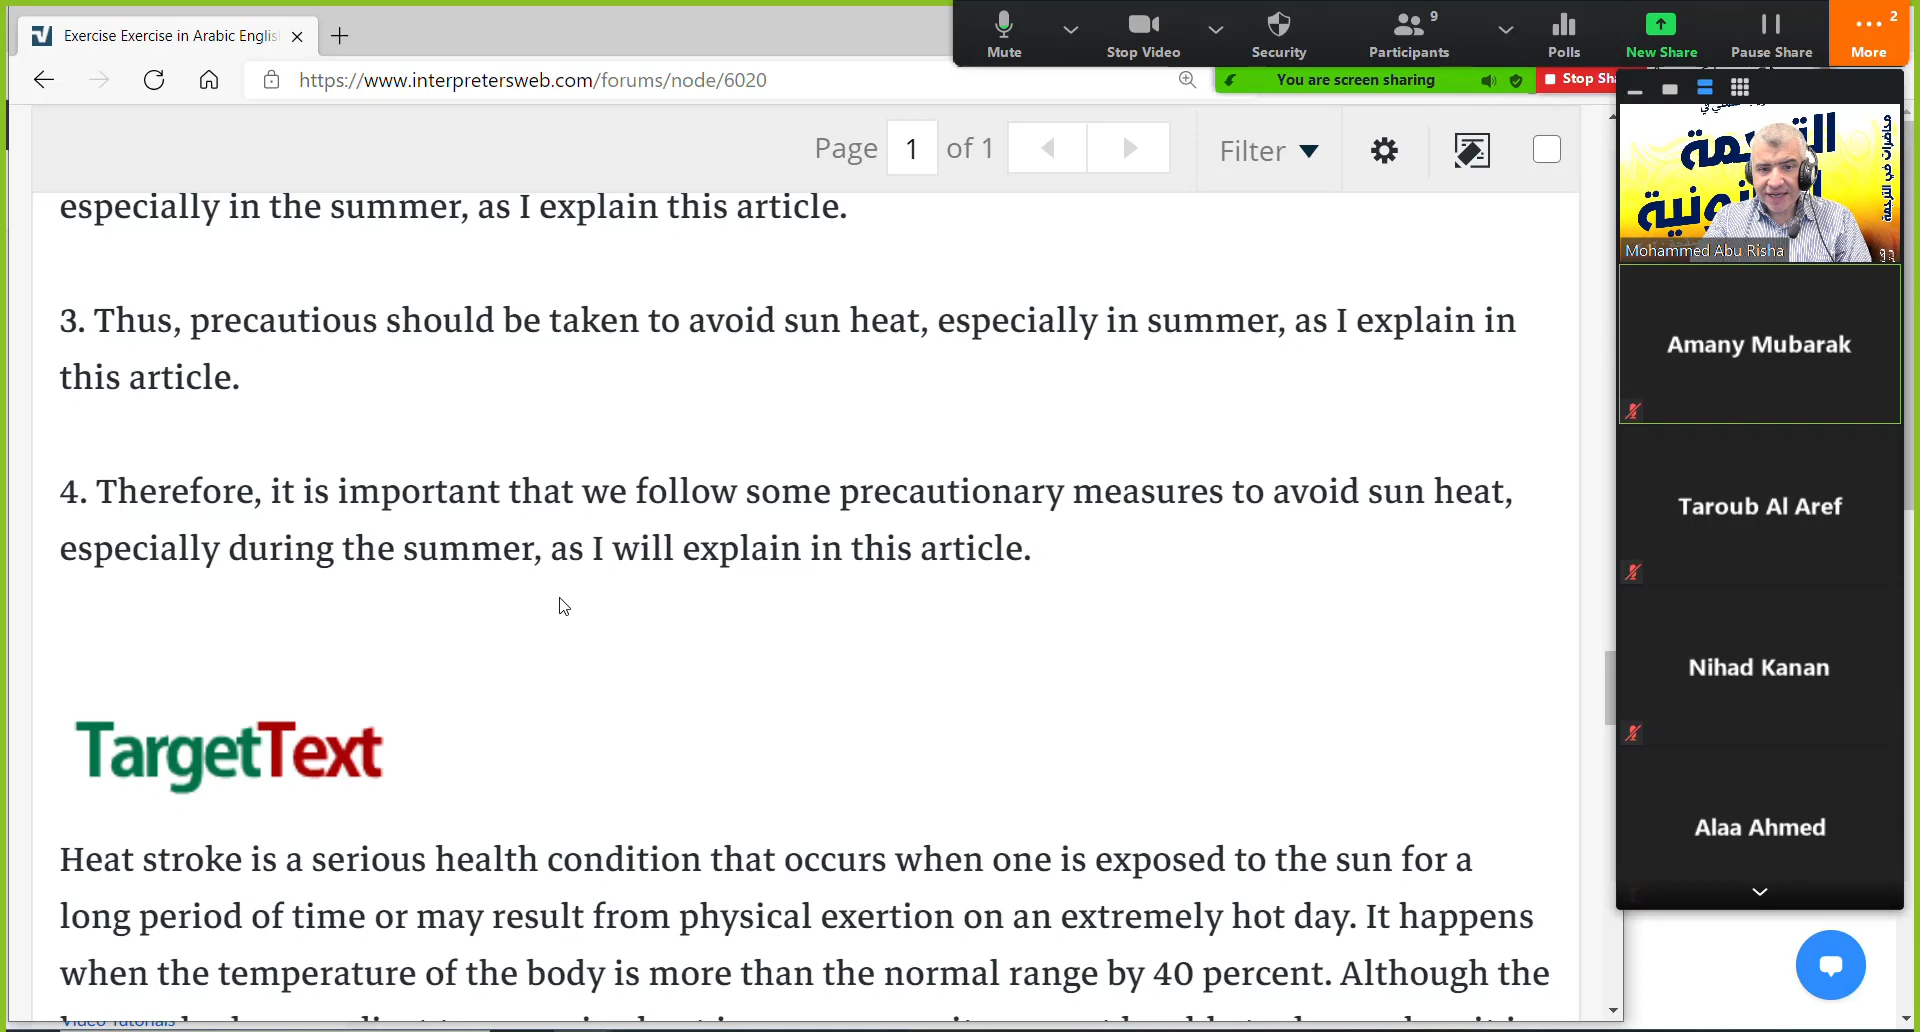 Exercise Exercise in Arabic Englis
https://www.interpretersweb.com/forums/node/6020
Mute
Stop Video
Security
9
Participants
Polls
New Share
Pause Share
2
More
You are screen sharing
Stop Sha
Page 1 of 1
Filter
especially in the summer, as I explain this article.
3. Thus, precautious should be taken to avoid sun heat, especially in summer, as I explain in
this article.
4. Therefore, it is important that we follow some precautionary measures to avoid sun heat,
especially during the summer, as I will explain in this article.
TargetText
Heat stroke is a serious health condition that occurs when one is exposed to the sun for a
long period of time or may result from physical exertion on an extremely hot day. It happens
when the temperature of the body is more than the normal range by 40 percent. Although the
Video Tutorials
محاضرات في الترجمة
Mohammed Abu Risha
Amany Mubarak
Taroub Al Aref
Nihad Kanan
Alaa Ahmed